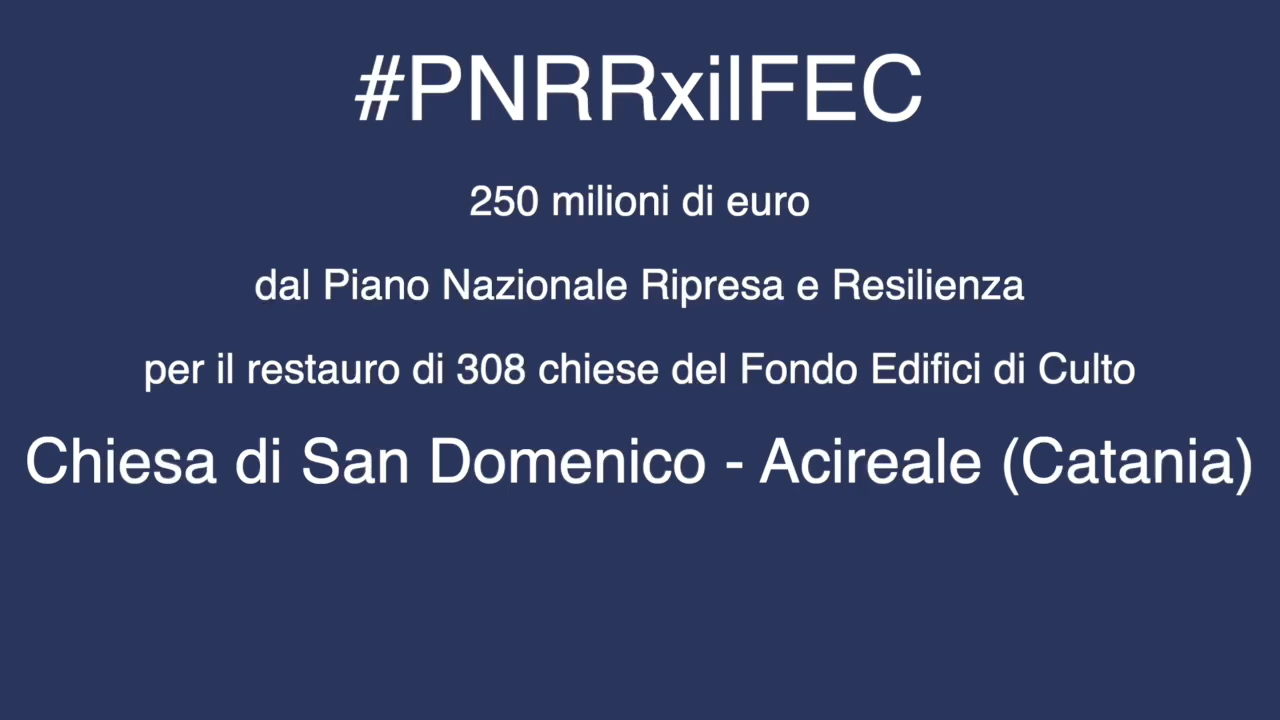 #PNRRxilFEC
250 milioni di euro
dal Piano Nazionale Ripresa e Resilienza
per il restauro di 308 chiese del Fondo Edifici di Culto
Chiesa di San Domenico - Acireale (Catania)